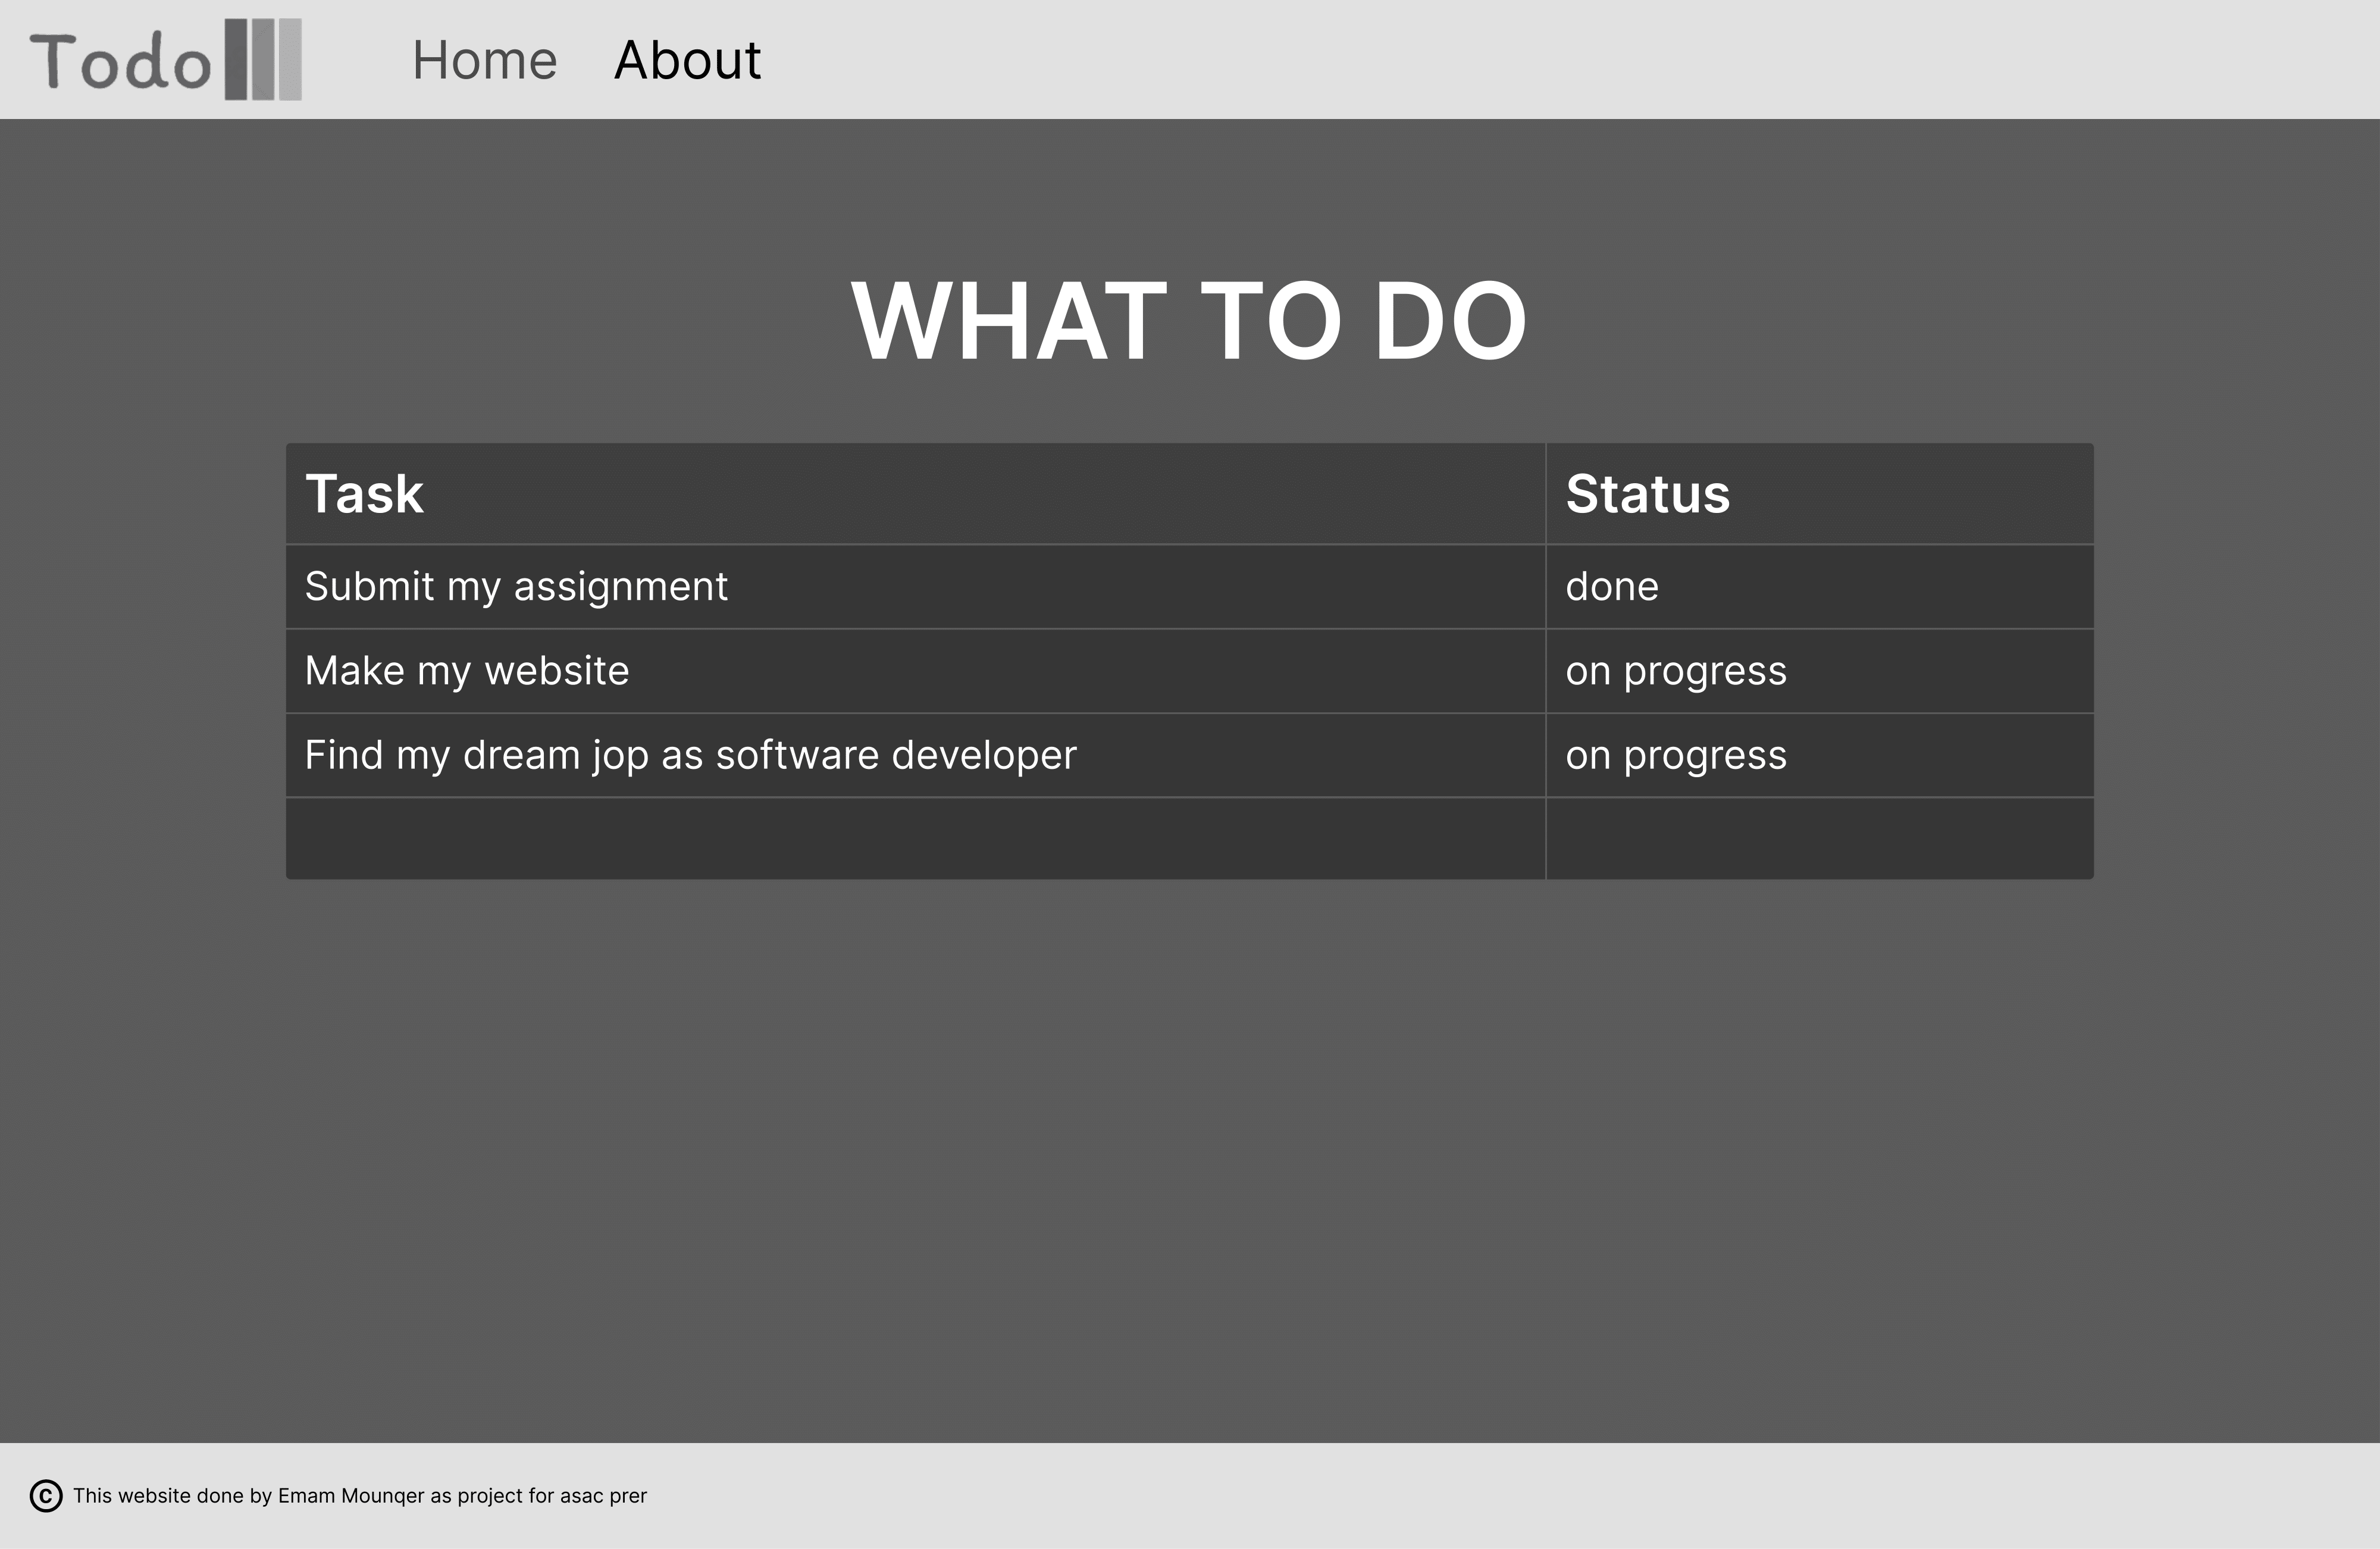 Todo
Home About
WHAT TO DO
Task Status
Submit my assignment done
Make my website on progress
Find my dream jop as software developer on progress
© This website done by Emam Mounqer as project for asac prer